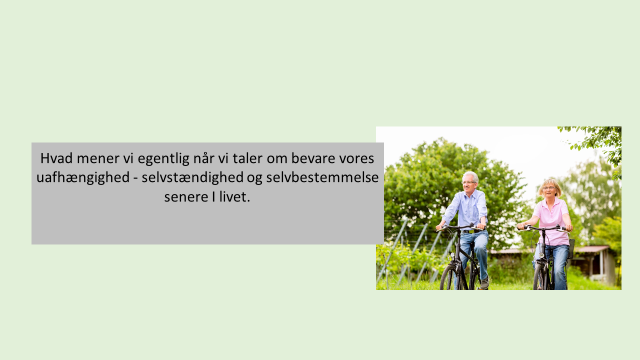 Hvad mener vi egentlig når vi taler om bevare vores
uafhængighed - selvstændighed og selvbestemmelse
senere I livet.